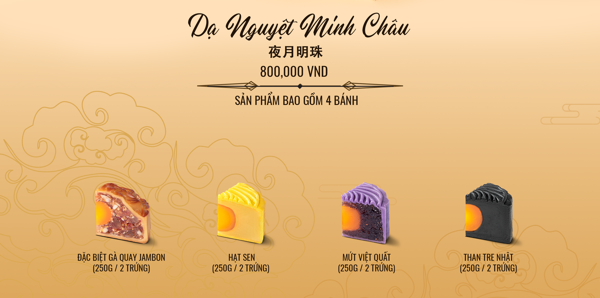 Dạ Nguyệt Minh Châu
夜月明珠
800,000 VND
SẢN PHẨM BAO GỒM 4 BÁNH
ĐẶC BIỆT GÀ QUAY JAMBON
(250G / 2 TRỨNG)
HẠT SEN
(250G / 2 TRỨNG)
MỨT VIỆT QUẤT
(250G / 2 TRỨNG)
THAN TRE NHẬT
(250G / 2 TRỨNG)